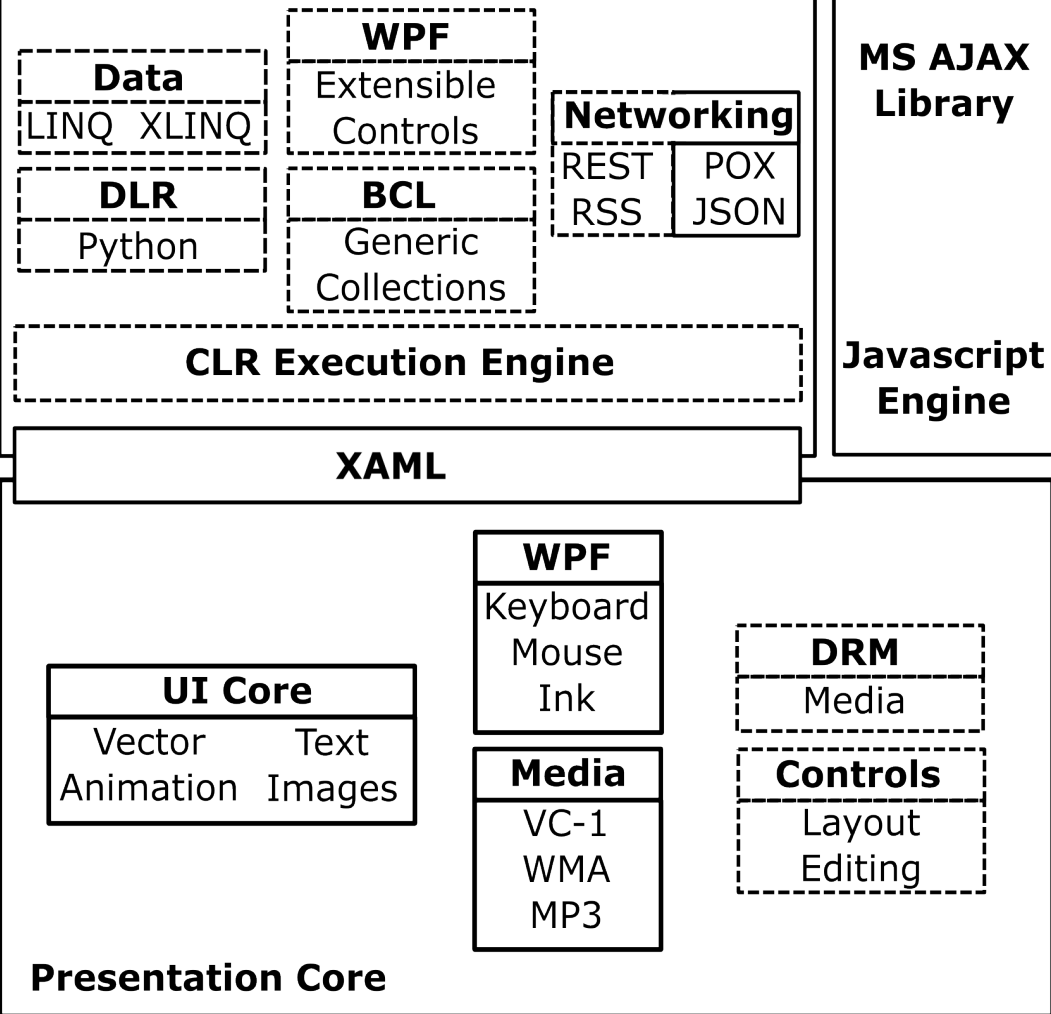 WPF
Extensible
Controls
Data
LINQ XLINQ
DLR
Python
BCL
Generic
Collections
Networking
REST POX
RSS JSON
MS AJAX
Library
Javascript
Engine
CLR Execution Engine
XAML
WPF
Keyboard
Mouse
Ink
UI Core
Vector Text
Animation Images
Media
VC-1
WMA
MP3
DRM
Media
Controls
Layout
Editing
Presentation Core